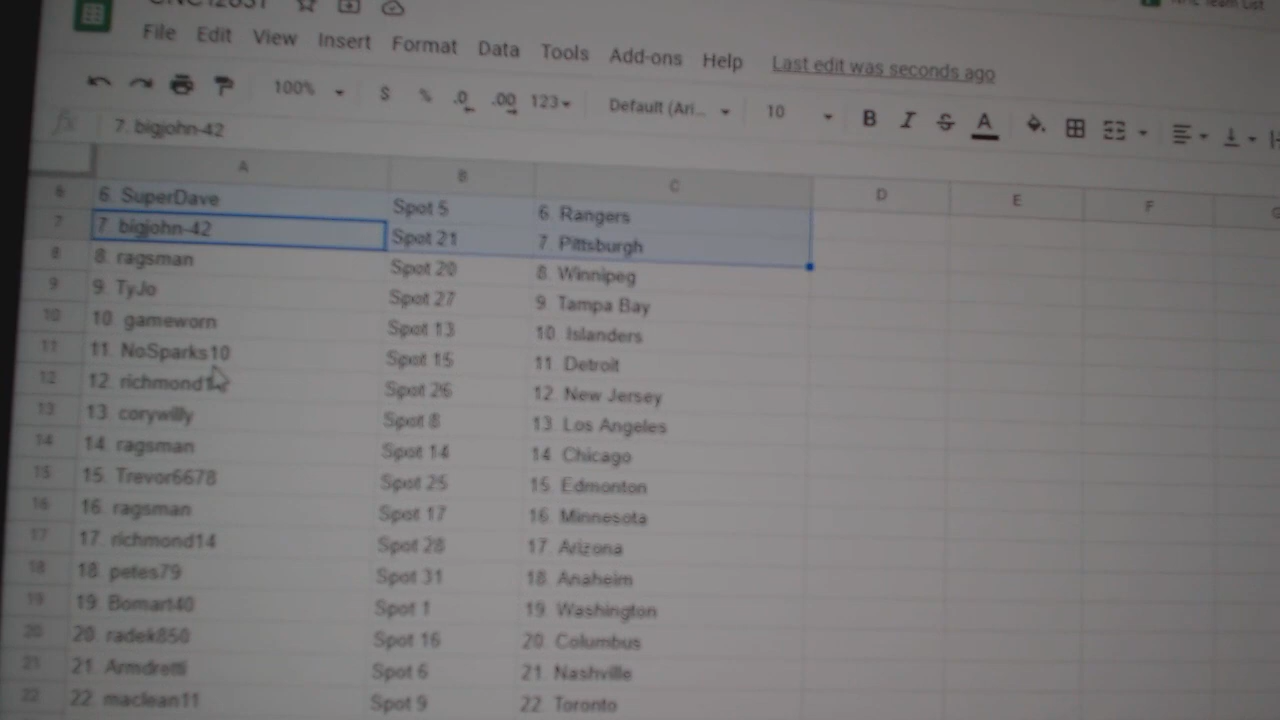 File Edit View Insert Format Data Tools Add-ons Help Last edit was seconds ago
100% $ % .0 .00 123 Default (Ari... 10 B I S A
fx 7. bigjohn-42
A B C D E F
6 6. SuperDave Spot 5 6. Rangers
7 7. bigjohn-42 Spot 21 7. Pittsburgh
8 8. ragsman Spot 20 8. Winnipeg
9 9. TyJo Spot 27 9. Tampa Bay
10 10. gameworn Spot 13 10. Islanders
11 11. NoSparks10 Spot 15 11. Detroit
12 12. richmond14 Spot 26 12. New Jersey
13 13. corywilly Spot 8 13. Los Angeles
14 14. ragsman Spot 14 14. Chicago
15 15. Trevor6678 Spot 25 15. Edmonton
16 16. ragsman Spot 17 16. Minnesota
17 17. richmond14 Spot 28 17. Arizona
18 18. petes79 Spot 31 18. Anaheim
19 19. Bomart40 Spot 1 19. Washington
20 20. radek850 Spot 16 20. Columbus
21 21. Armdretti Spot 6 21. Nashville
22 22. maclean11 Spot 9 22. Toronto